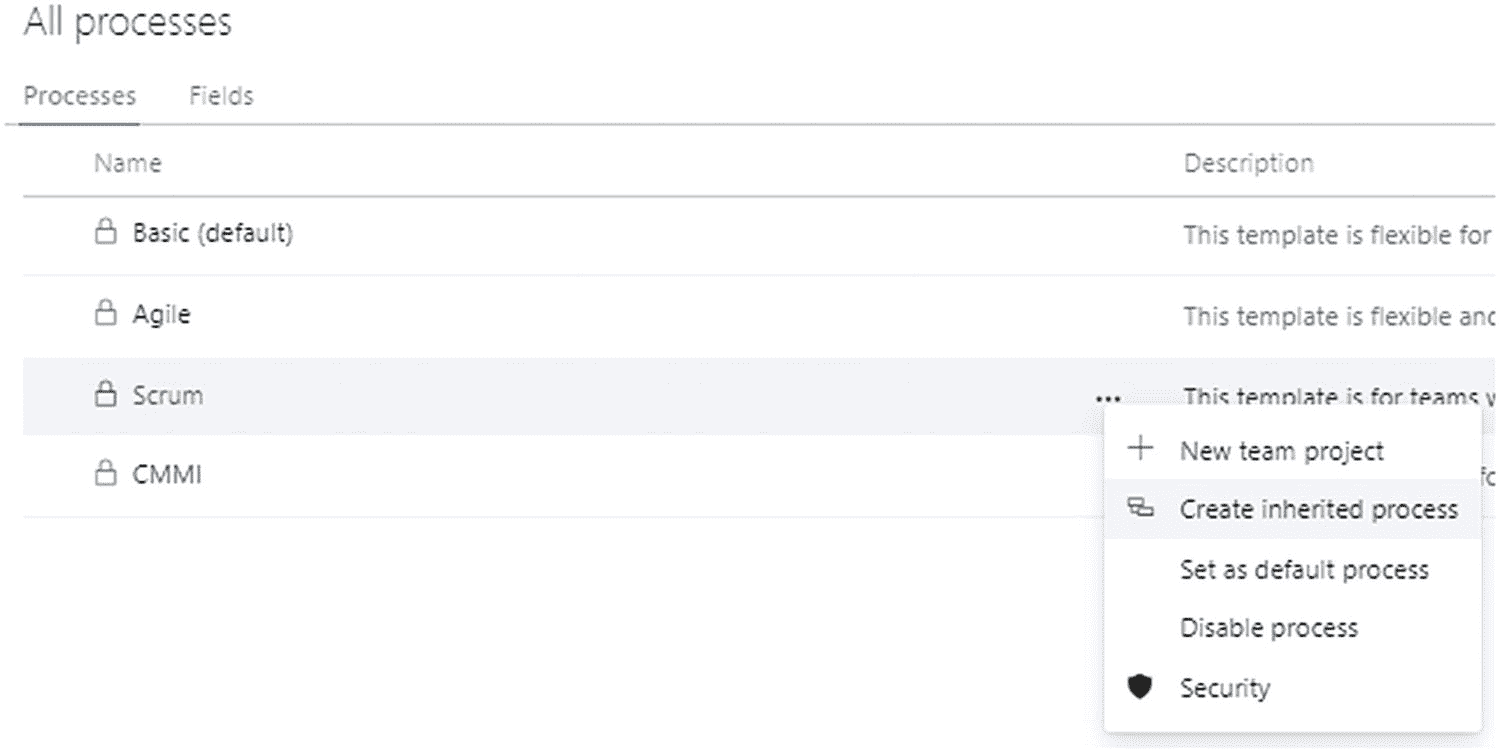 All processes
Processes Fields
Name Description
Basic (default) This template is flexible for
Agile This template is flexible and
Scrum ... This template is for teams w
CMMI
New team project
Create inherited process
Set as default process
Disable process
Security